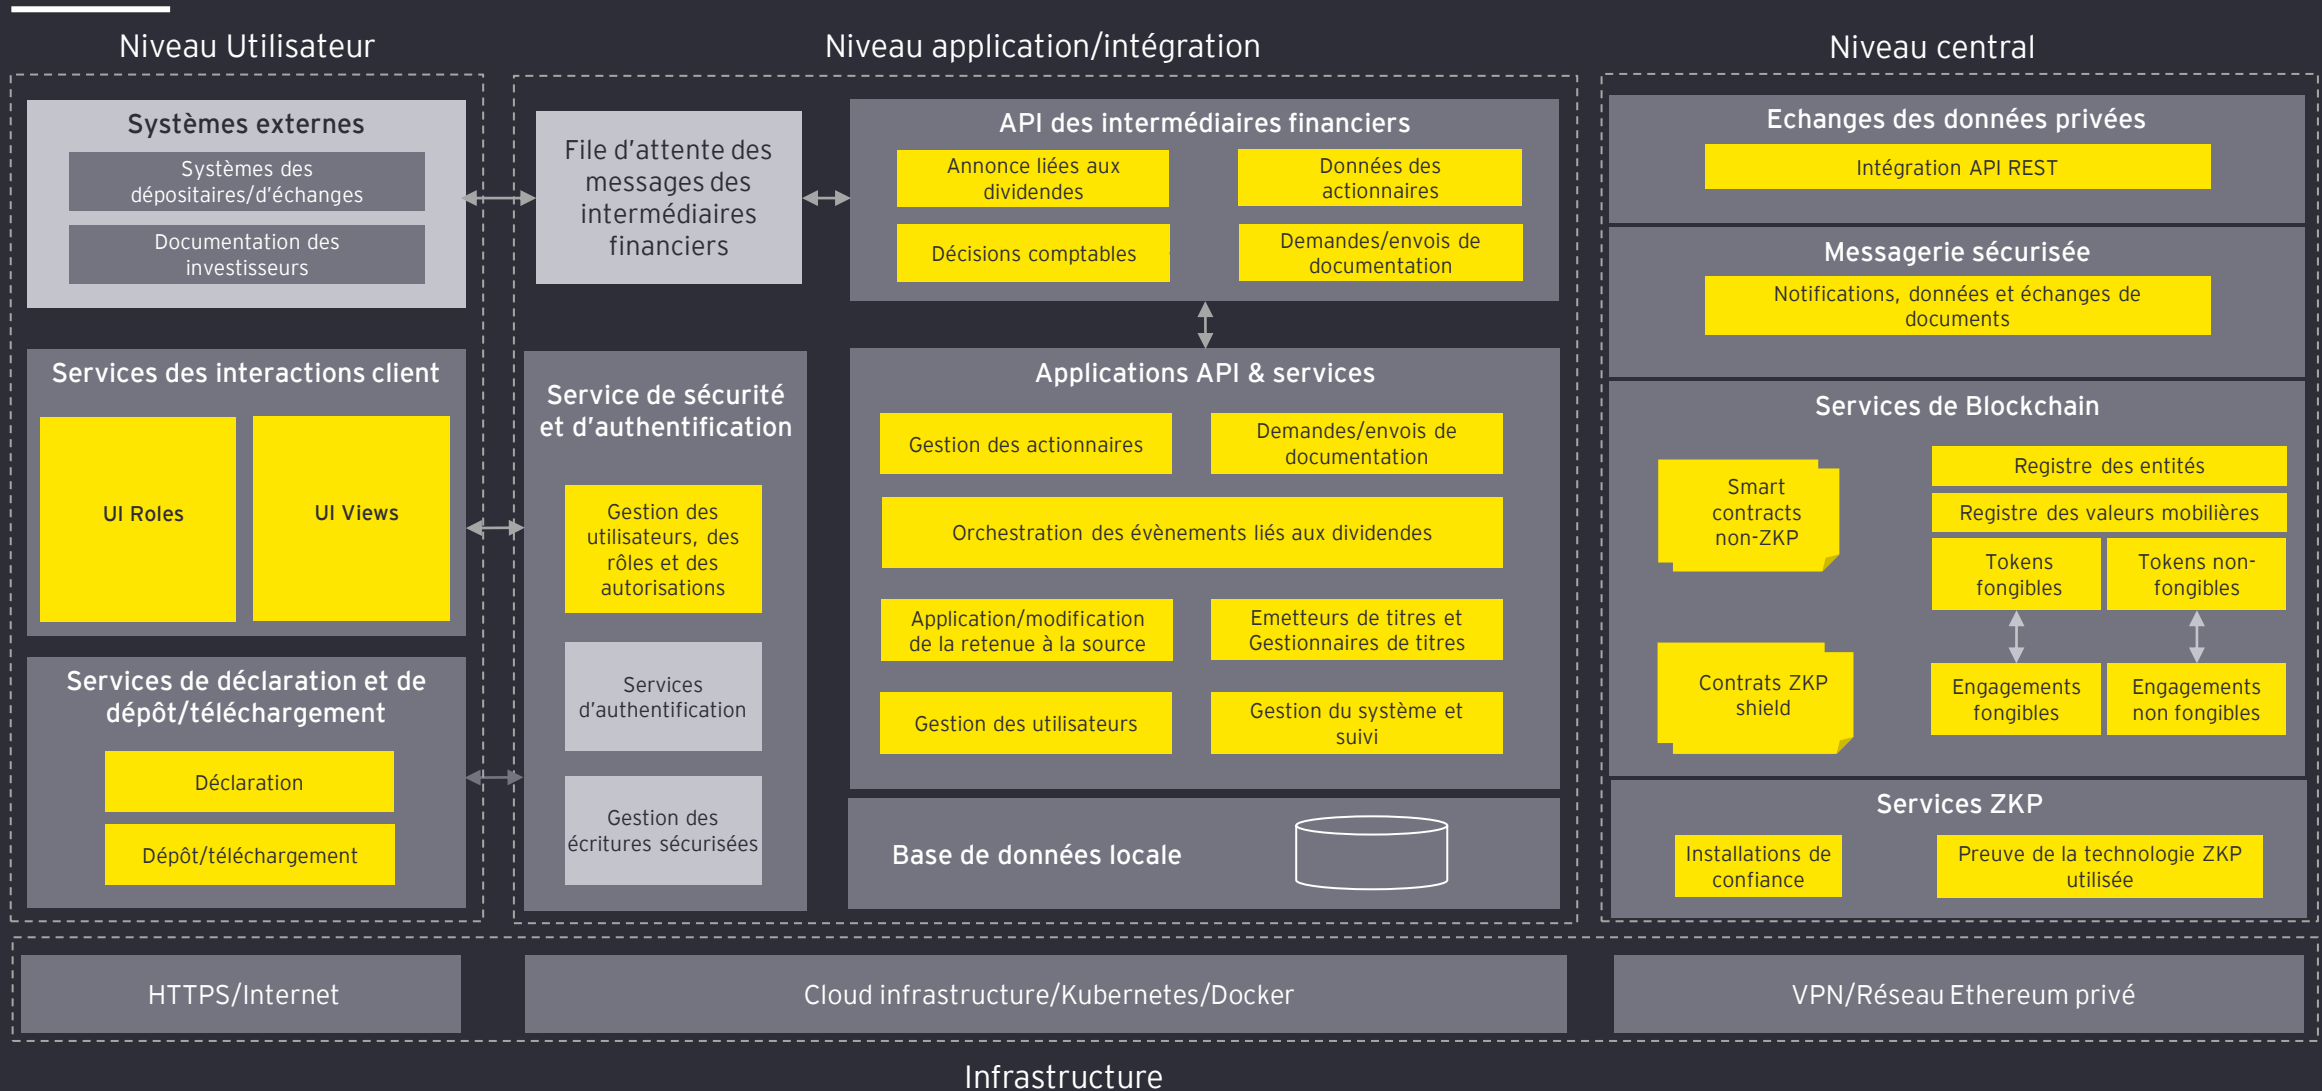 Niveau Utilisateur
Niveau application/intégration
Niveau central
Systèmes externes
Systèmes des
dépositaires/d'échanges
Documentation des
investisseurs
Services des interactions client
UI Roles
UI Views
Services de déclaration et de
dépôt/téléchargement
Déclaration
Dépôt/téléchargement
File d'attente des
messages des
intermédiaires
financiers
Service de sécurité
et d'authentification
Gestion des
utilisateurs, des
rôles et des
autorisations
Services
d'authentification
Gestion des
écritures sécurisées
API des intermédiaires financiers
Annonce liées aux
dividendes
Données des
actionnaires
Décisions comptables
Demandes/envois de
documentation
Applications API & services
Gestion des actionnaires
Demandes/envois de
documentation
Orchestration des évènements liés aux dividendes
Application/modification
de la retenue à la source
Emetteurs de titres et
Gestionnaires de titres
Gestion des utilisateurs
Gestion du système et
suivi
Base de données locale
Echanges des données privées
Intégration API REST
Messagerie sécurisée
Notifications, données et échanges de
documents
Services de Blockchain
Smart
contracts
non-ZKP
Contrats ZKP
shield
Registre des entités
Registre des valeurs mobilières
Tokens
fongibles
Tokens non-
fongibles
Engagements
fongibles
Engagements
non fongibles
Services ZKP
Installations de
confiance
Preuve de la technologie ZKP
utilisée
HTTPS/Internet
Cloud infrastructure/Kubernetes/Docker
VPN/Réseau Ethereum privé
Infrastructure